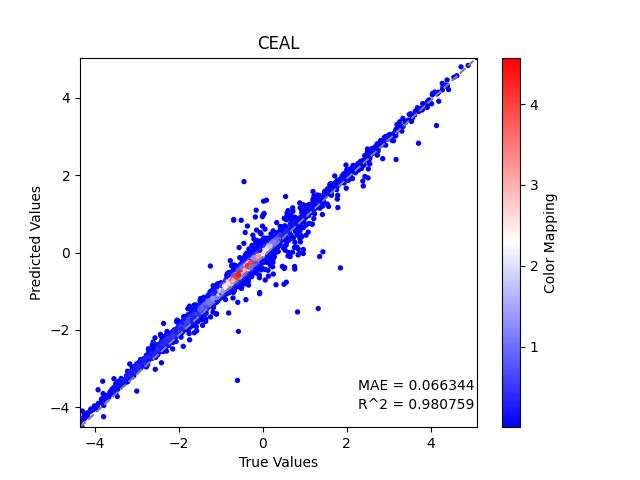 CEAL
4
2
0
−2
−4
Predicted Values
−4 −2 0 2 4
True Values
MAE = 0.066344
R^2 = 0.980759
4
3
2
1
Color Mapping